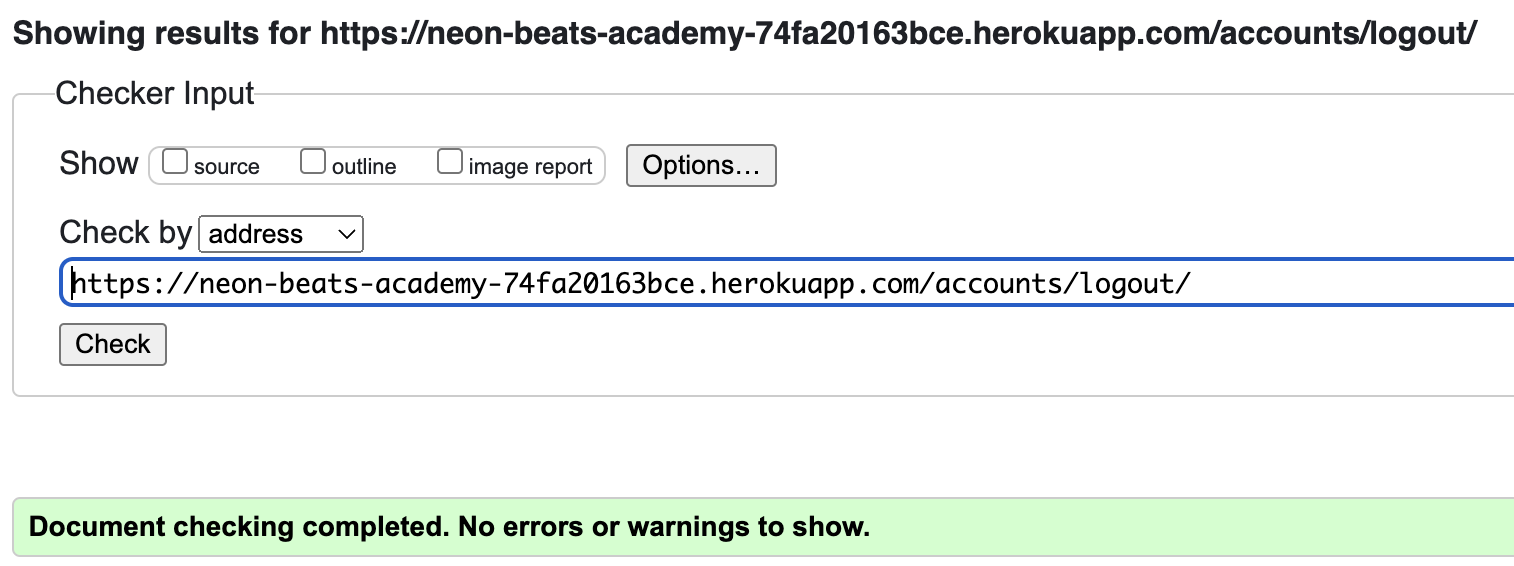 Showing results for https://neon-beats-academy-74fa20163bce.herokuapp.com/accounts/logout/
Checker Input
Show source outline image report Options…
Check by address
https://neon-beats-academy-74fa20163bce.herokuapp.com/accounts/logout/
Check
Document checking completed. No errors or warnings to show.